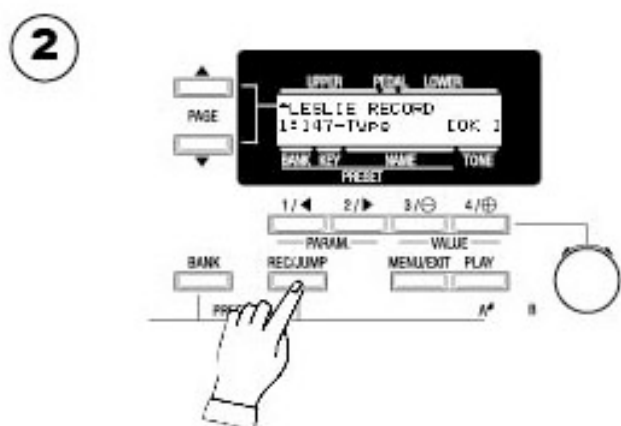 2
UPPER PEDAL LOWER
PAGE
LESLIE RECORD
1:147-Type [OK ]
BANK KEY NAME TONE
PRESET
1/◀ 2/▶ 3/⊖ 4/⊕
PARAM. VALUE
BANK REC/JUMP MENU/EXIT PLAY
B